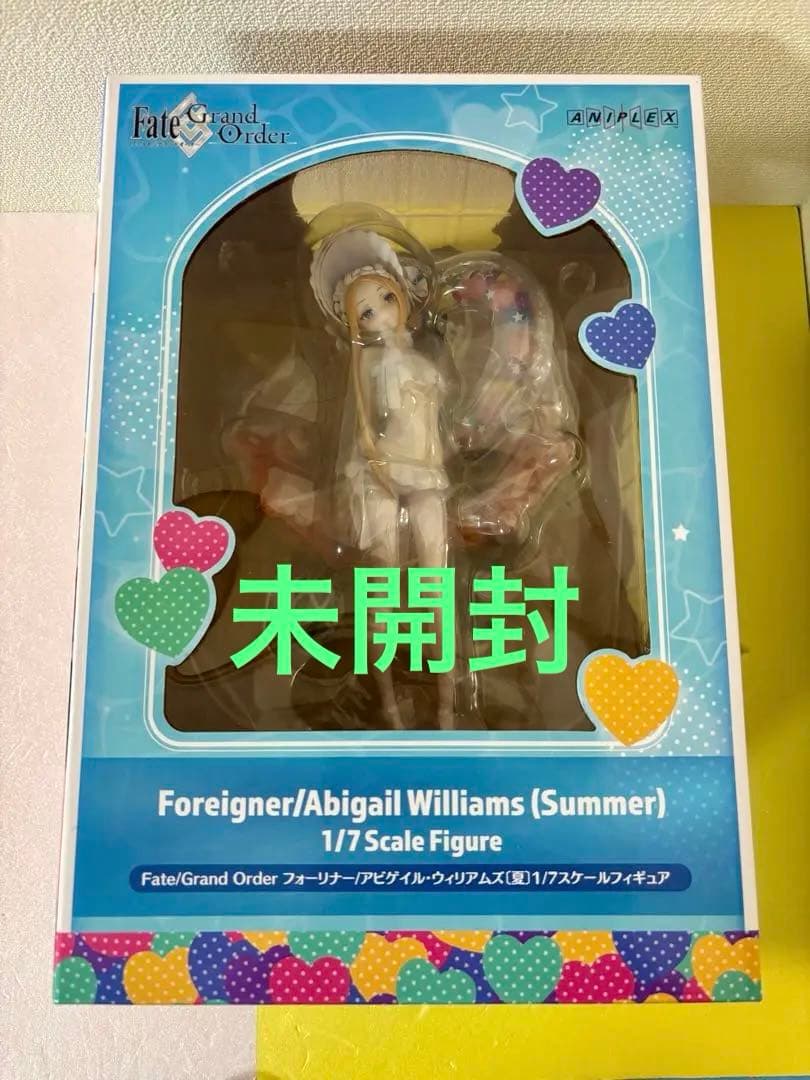 Fate/Grand Order
ANIPLEX
未開封
Foreigner/Abigail Williams (Summer)
1/7 Scale Figure
Fate/Grand Order フォーリナー/アビゲイル・ウィリアムズ〔夏〕1/7スケールフィギュア